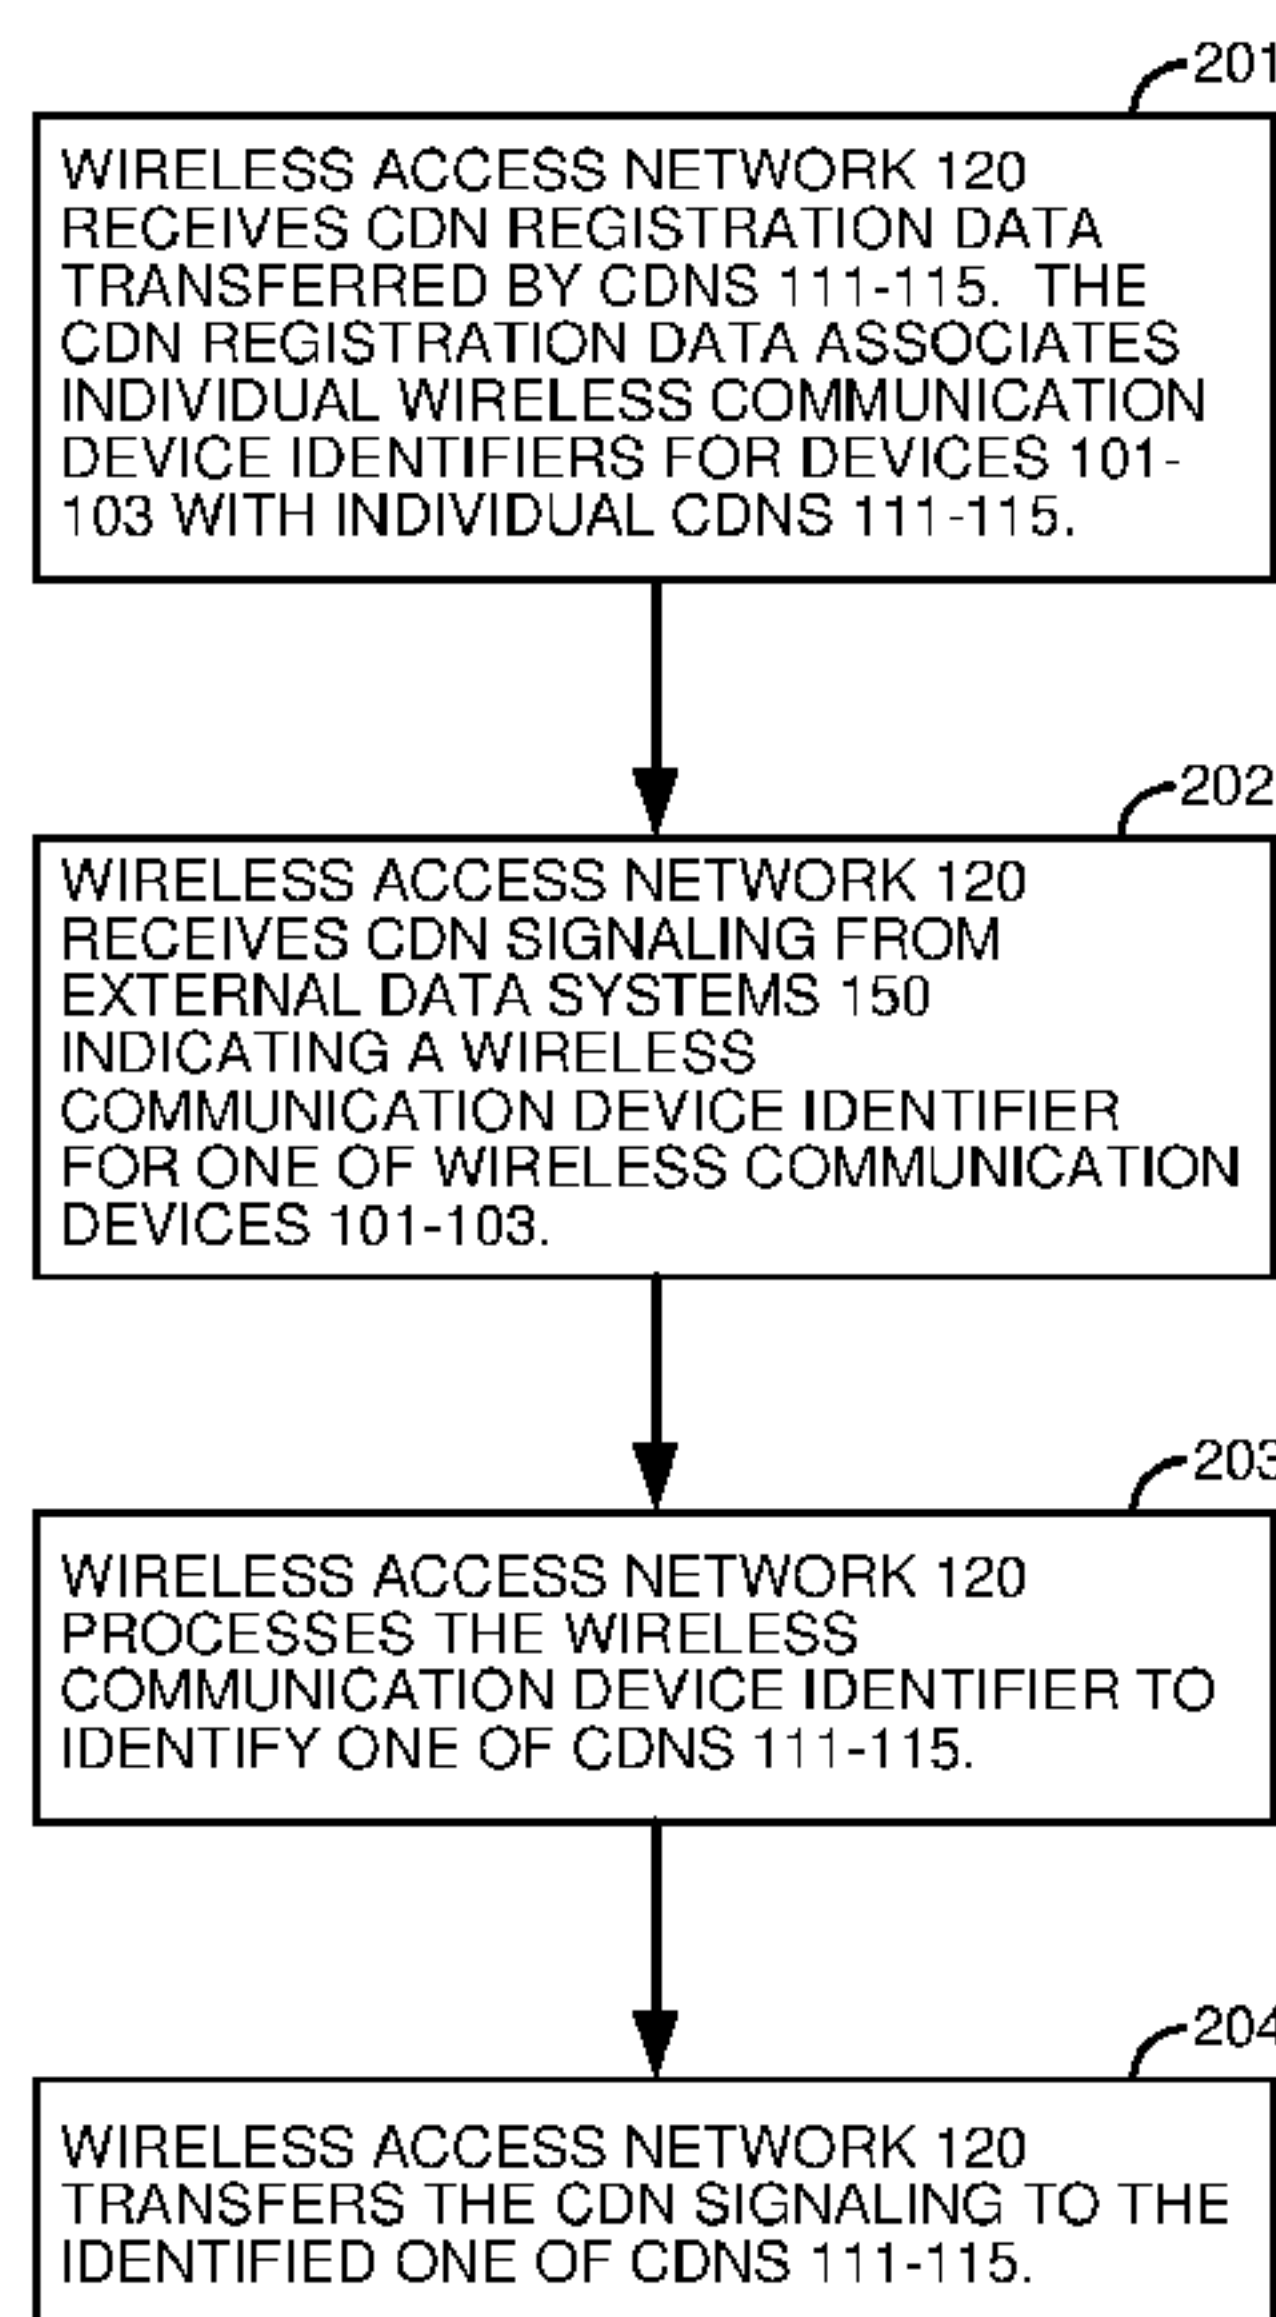 201
WIRELESS ACCESS NETWORK 120
RECEIVES CDN REGISTRATION DATA
TRANSFERRED BY CDNS 111-115. THE
CDN REGISTRATION DATA ASSOCIATES
INDIVIDUAL WIRELESS COMMUNICATION
DEVICE IDENTIFIERS FOR DEVICES 101-
103 WITH INDIVIDUAL CDNS 111-115.
202
WIRELESS ACCESS NETWORK 120
RECEIVES CDN SIGNALING FROM
EXTERNAL DATA SYSTEMS 150
INDICATING A WIRELESS
COMMUNICATION DEVICE IDENTIFIER
FOR ONE OF WIRELESS COMMUNICATION
DEVICES 101-103.
203
WIRELESS ACCESS NETWORK 120
PROCESSES THE WIRELESS
COMMUNICATION DEVICE IDENTIFIER TO
IDENTIFY ONE OF CDNS 111-115.
204
WIRELESS ACCESS NETWORK 120
TRANSFERS THE CDN SIGNALING TO THE
IDENTIFIED ONE OF CDNS 111-115.